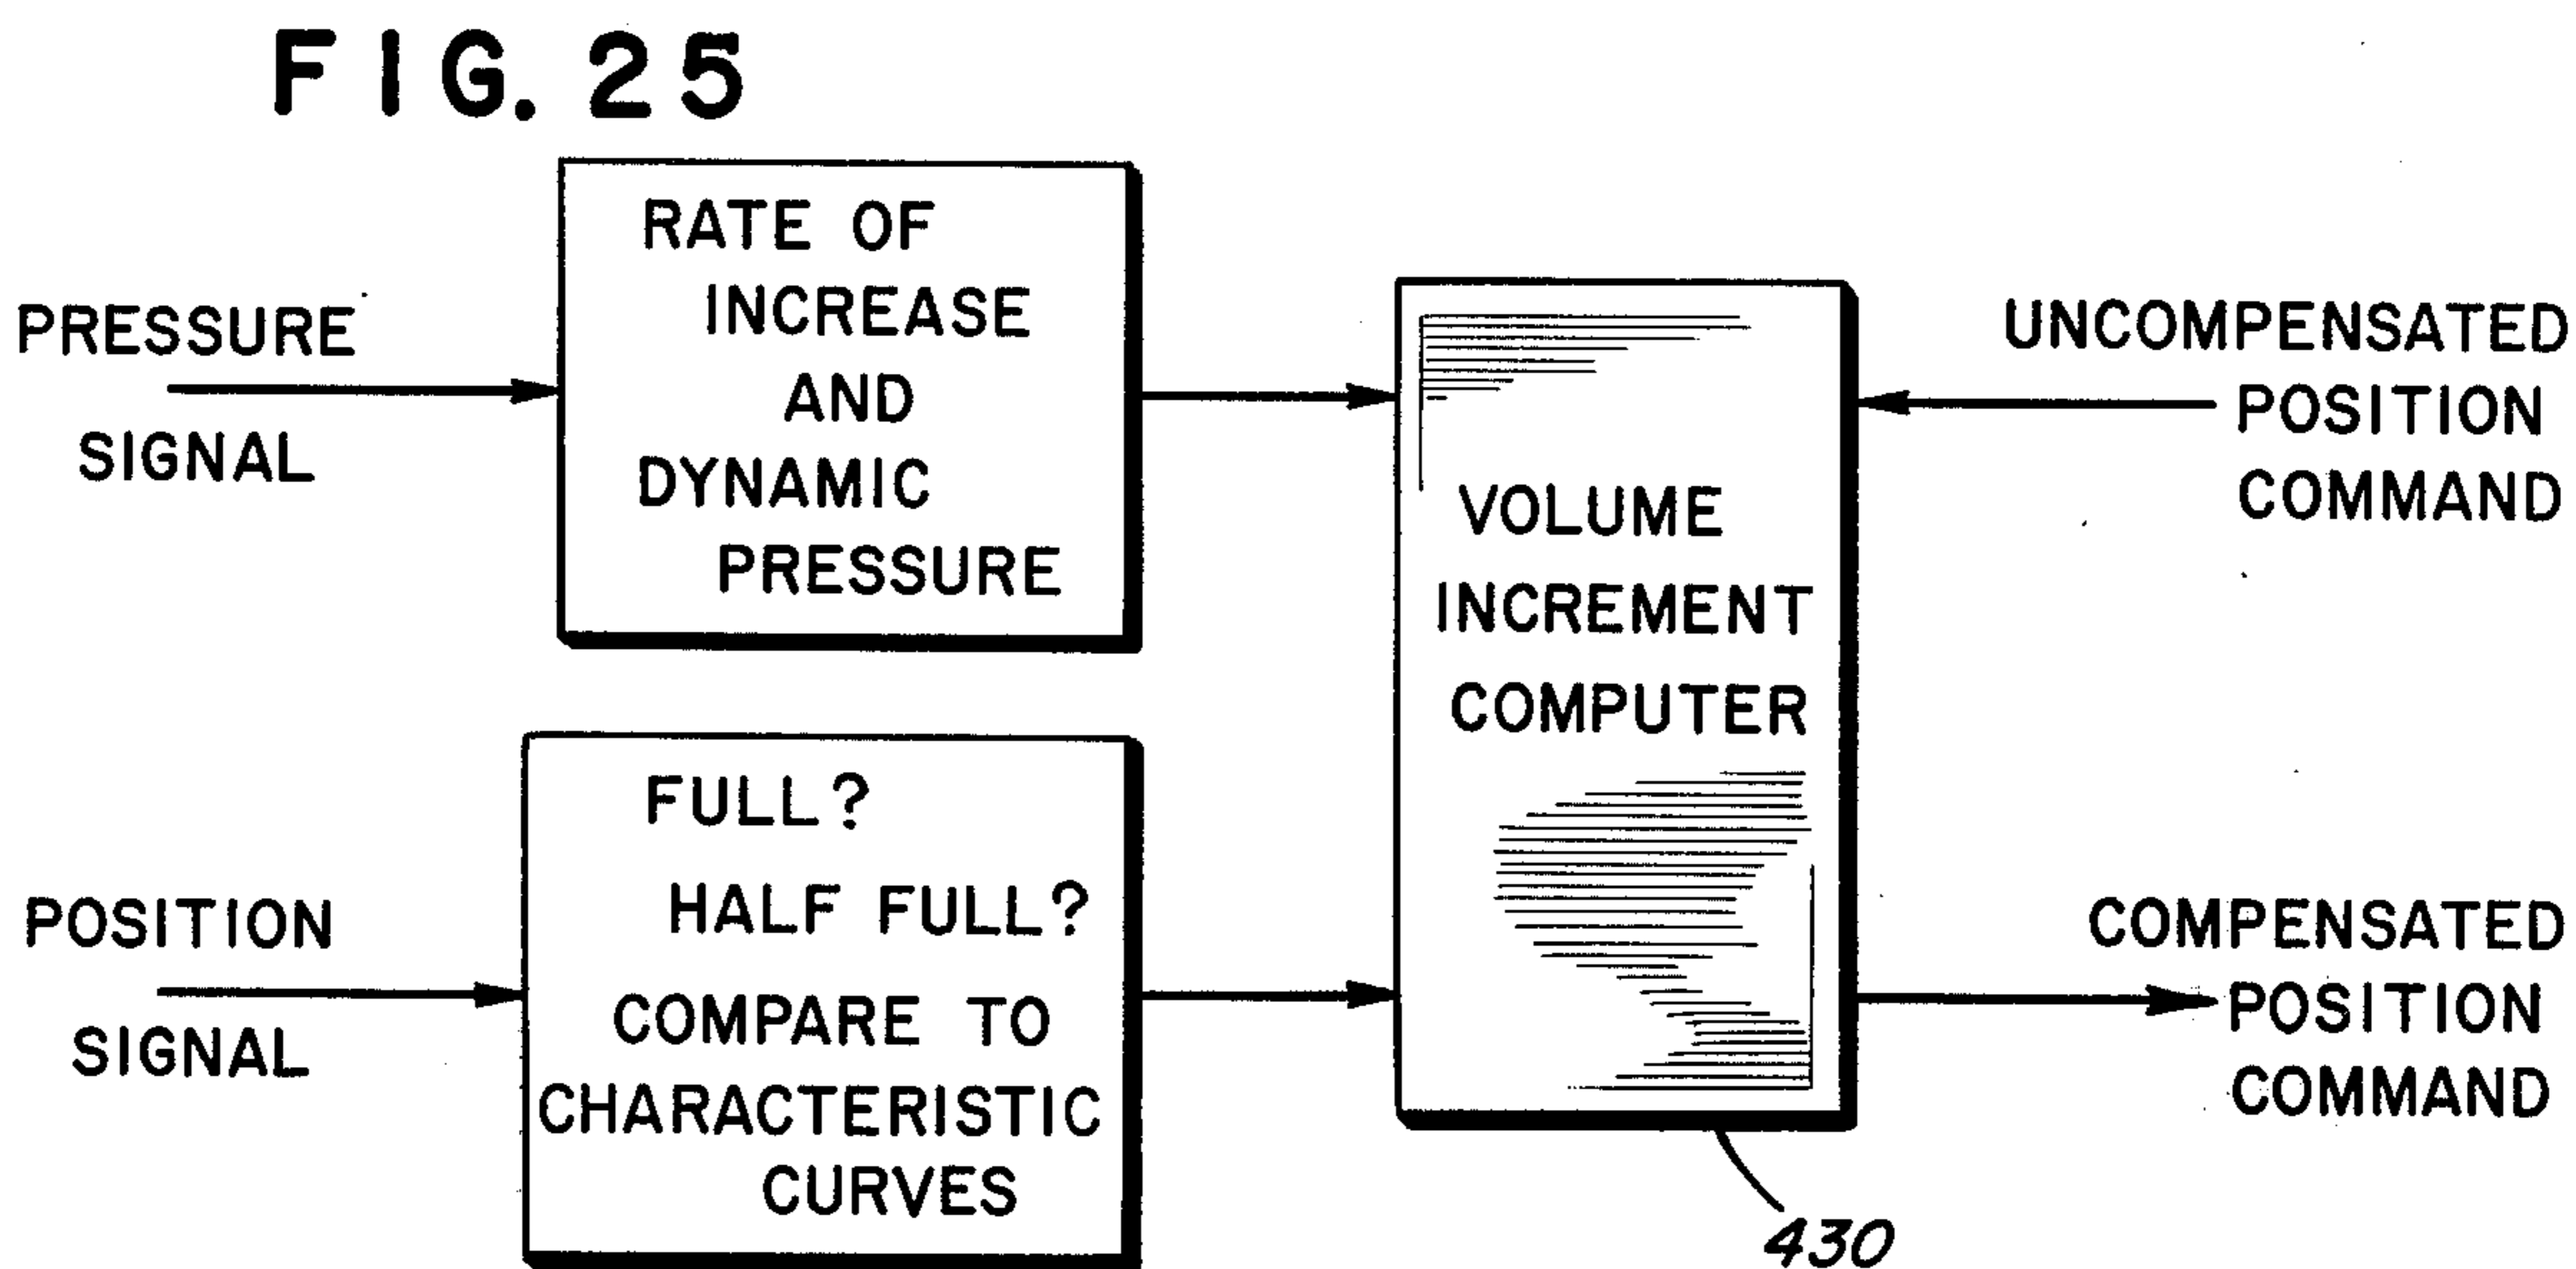 FIG. 25
PRESSURE
SIGNAL
RATE OF
INCREASE
AND
DYNAMIC
PRESSURE
POSITION
SIGNAL
FULL?
HALF FULL?
COMPARE TO
CHARACTERISTIC
CURVES
VOLUME
INCREMENT
COMPUTER
430
UNCOMPENSATED
POSITION
COMMAND
COMPENSATED
POSITION
COMMAND